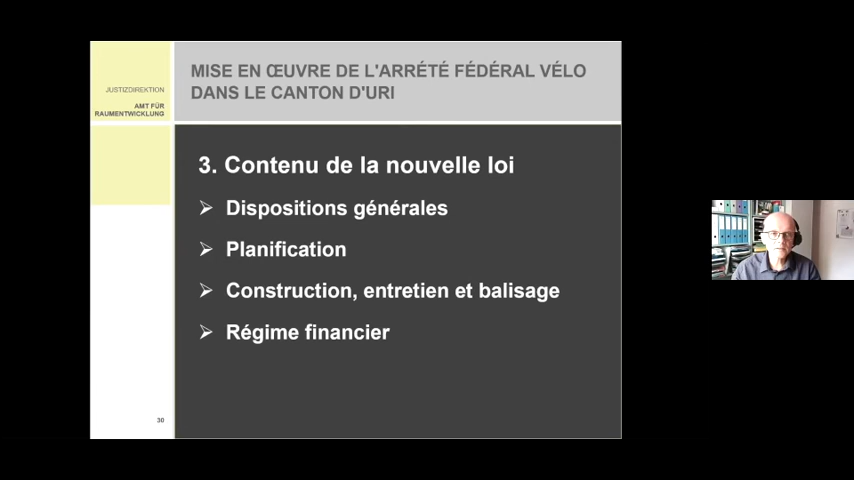 JUSTIZDIREKTION
AMT FÜR
RAUMENTWICKLUNG
MISE EN ŒUVRE DE L'ARRÉTÉ FÉDÉRAL VÉLO
DANS LE CANTON D'URI
3. Contenu de la nouvelle loi
Dispositions générales
Planification
Construction, entretien et balisage
Régime financier
30